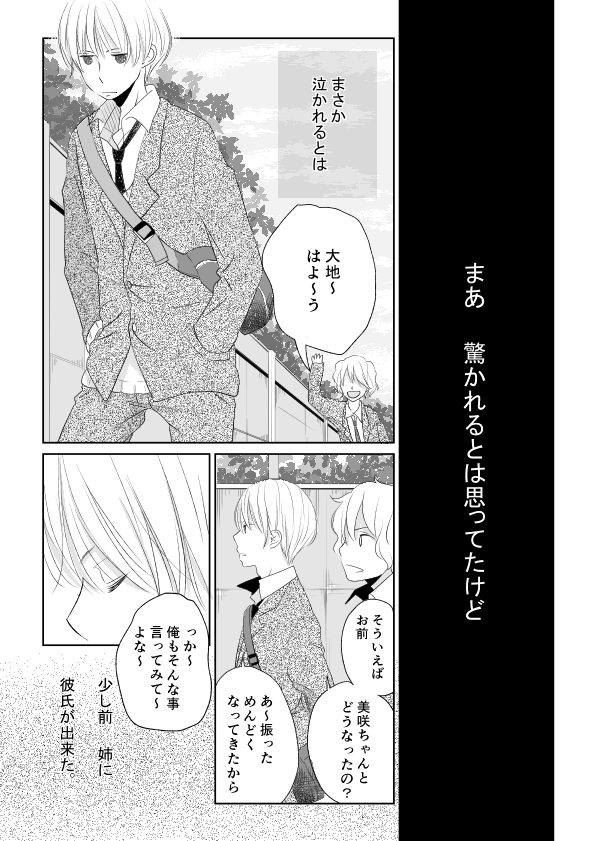 まあ 驚かれるとは思ってたけど
まさか
泣かれるとは
大地〜
はよ〜う
そういえば
お前
美咲ちゃんと
どうなったの?
あ〜振った
めんどく
なってきたから
っか〜
俺もそんな事
言ってみて〜
よな〜
少し前 姉に
彼氏が出来た。